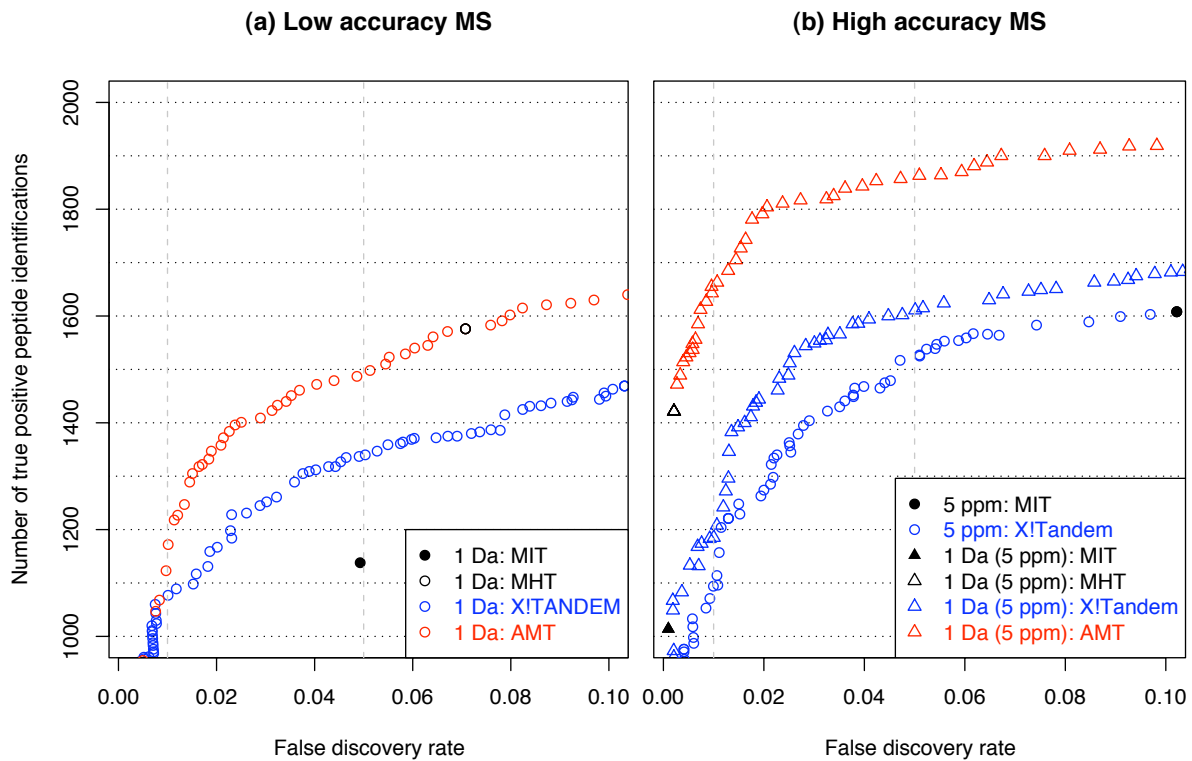 (a) Low accuracy MS
(b) High accuracy MS
Number of true positive peptide identifications
2000
1800
1600
1400
1200
1000
1 Da: MIT
1 Da: MHT
1 Da: X!TANDEM
1 Da: AMT
5 ppm: MIT
5 ppm: X!Tandem
1 Da (5 ppm): MIT
1 Da (5 ppm): MHT
1 Da (5 ppm): X!Tandem
1 Da (5 ppm): AMT
0.00 0.02 0.04 0.06 0.08 0.10
0.00 0.02 0.04 0.06 0.08 0.10
False discovery rate
False discovery rate